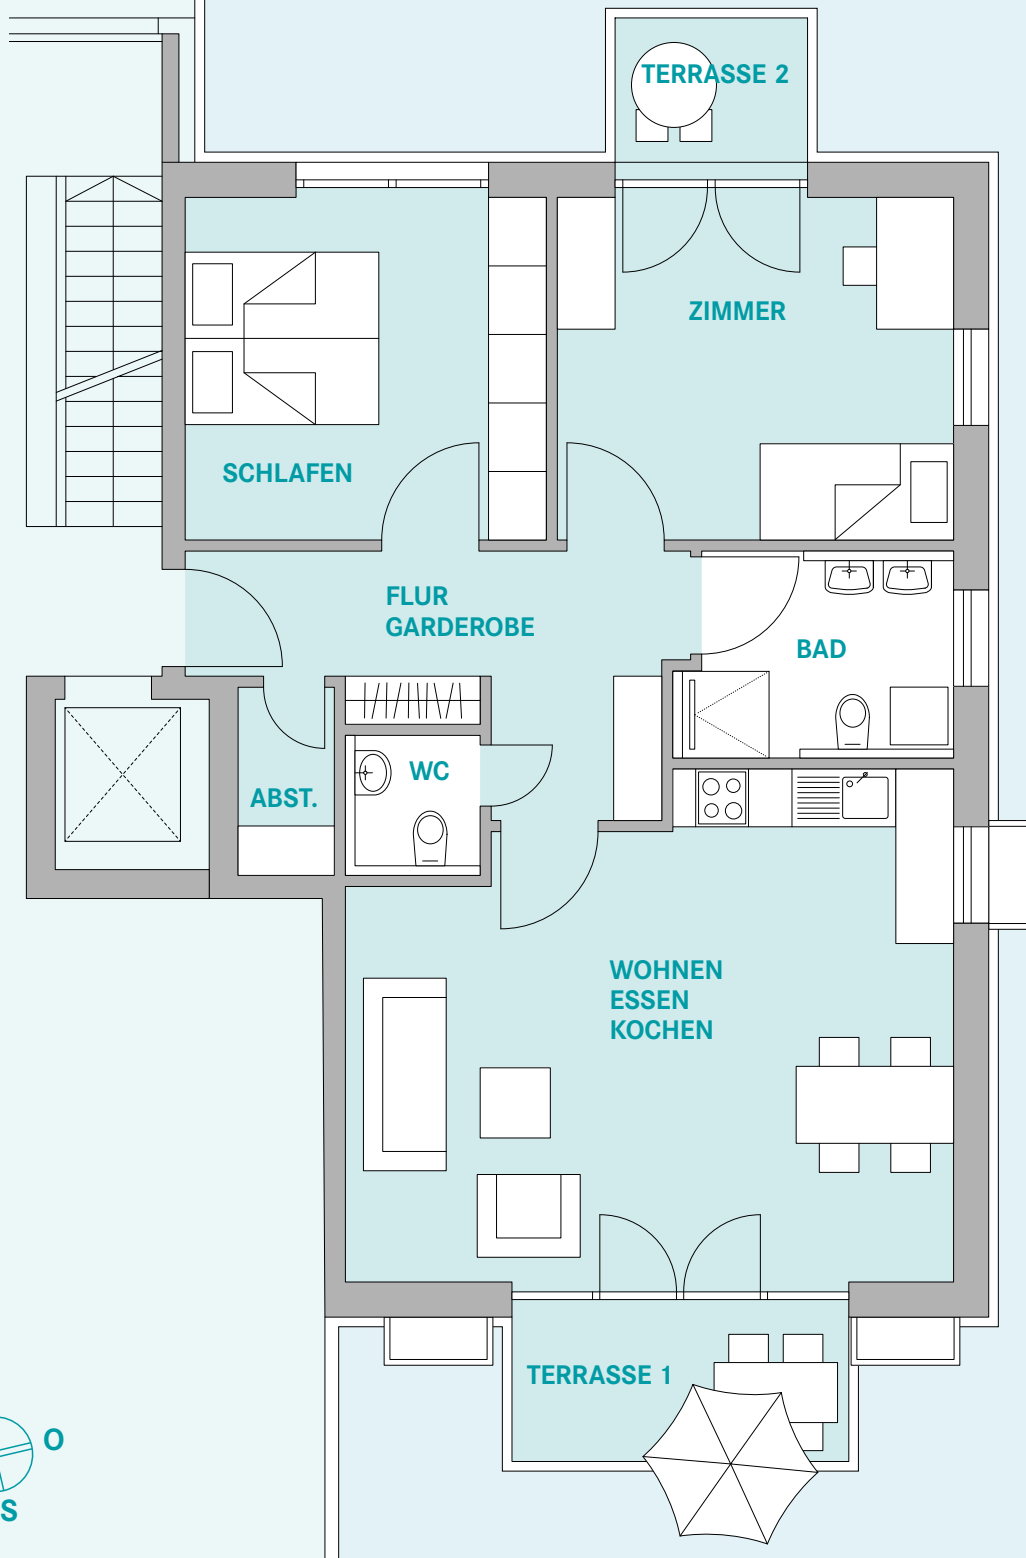 TERRASSE 2
ZIMMER
SCHLAFEN
FLUR
GARDEROBE
BAD
WC
ABST.
WOHNEN
ESSEN
KOCHEN
TERRASSE 1
O
S